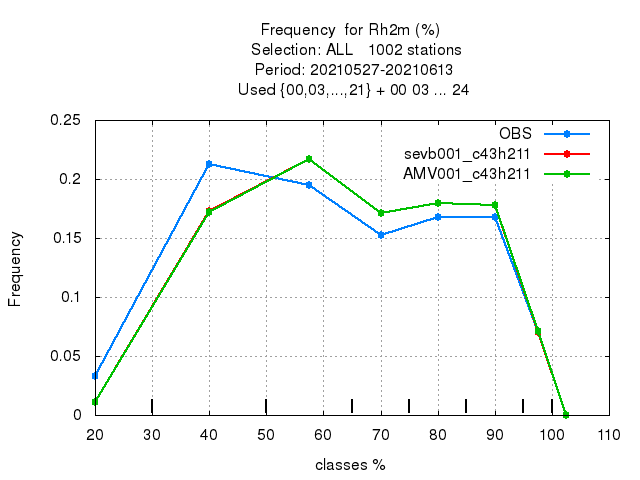 Frequency for Rh2m (%)
Selection: ALL 1002 stations
Period: 20210527-20210613
Used {00,03,...,21} + 00 03 ... 24
OBS
sevb001_c43h211
AMV001_c43h211
0.25
0.2
0.15
0.1
0.05
0
Frequency
20 30 40 50 60 70 80 90 100 110
classes %